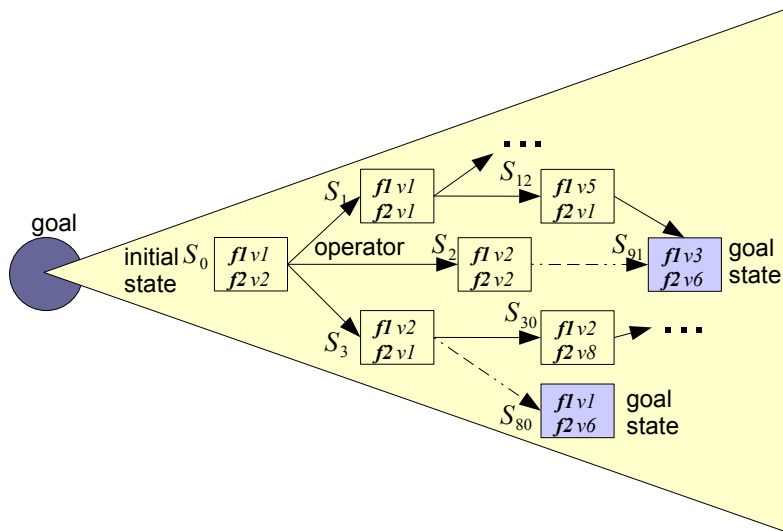 goal
initial
state
S0
f1 v1
f2 v2
operator
S1
f1 v1
f2 v1
...
S12
f1 v5
f2 v1
S2
f1 v2
f2 v2
S91
f1 v3
f2 v6
goal
state
S3
f1 v2
f2 v1
S30
f1 v2
f2 v8
...
S80
f1 v1
f2 v6
goal
state